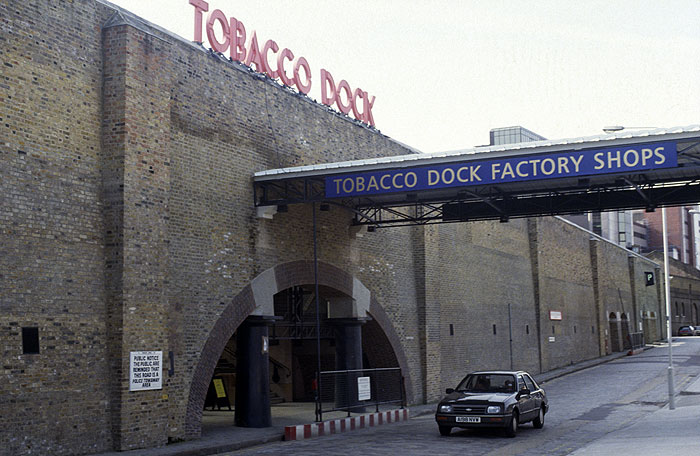 TOBACCO DOCK
TOBACCO DOCK FACTORY SHOPS
PUBLIC NOTICE
THE PUBLIC ARE
REMINDED THAT
THIS ROAD IS A
POLICE TOWAWAY
AREA
P